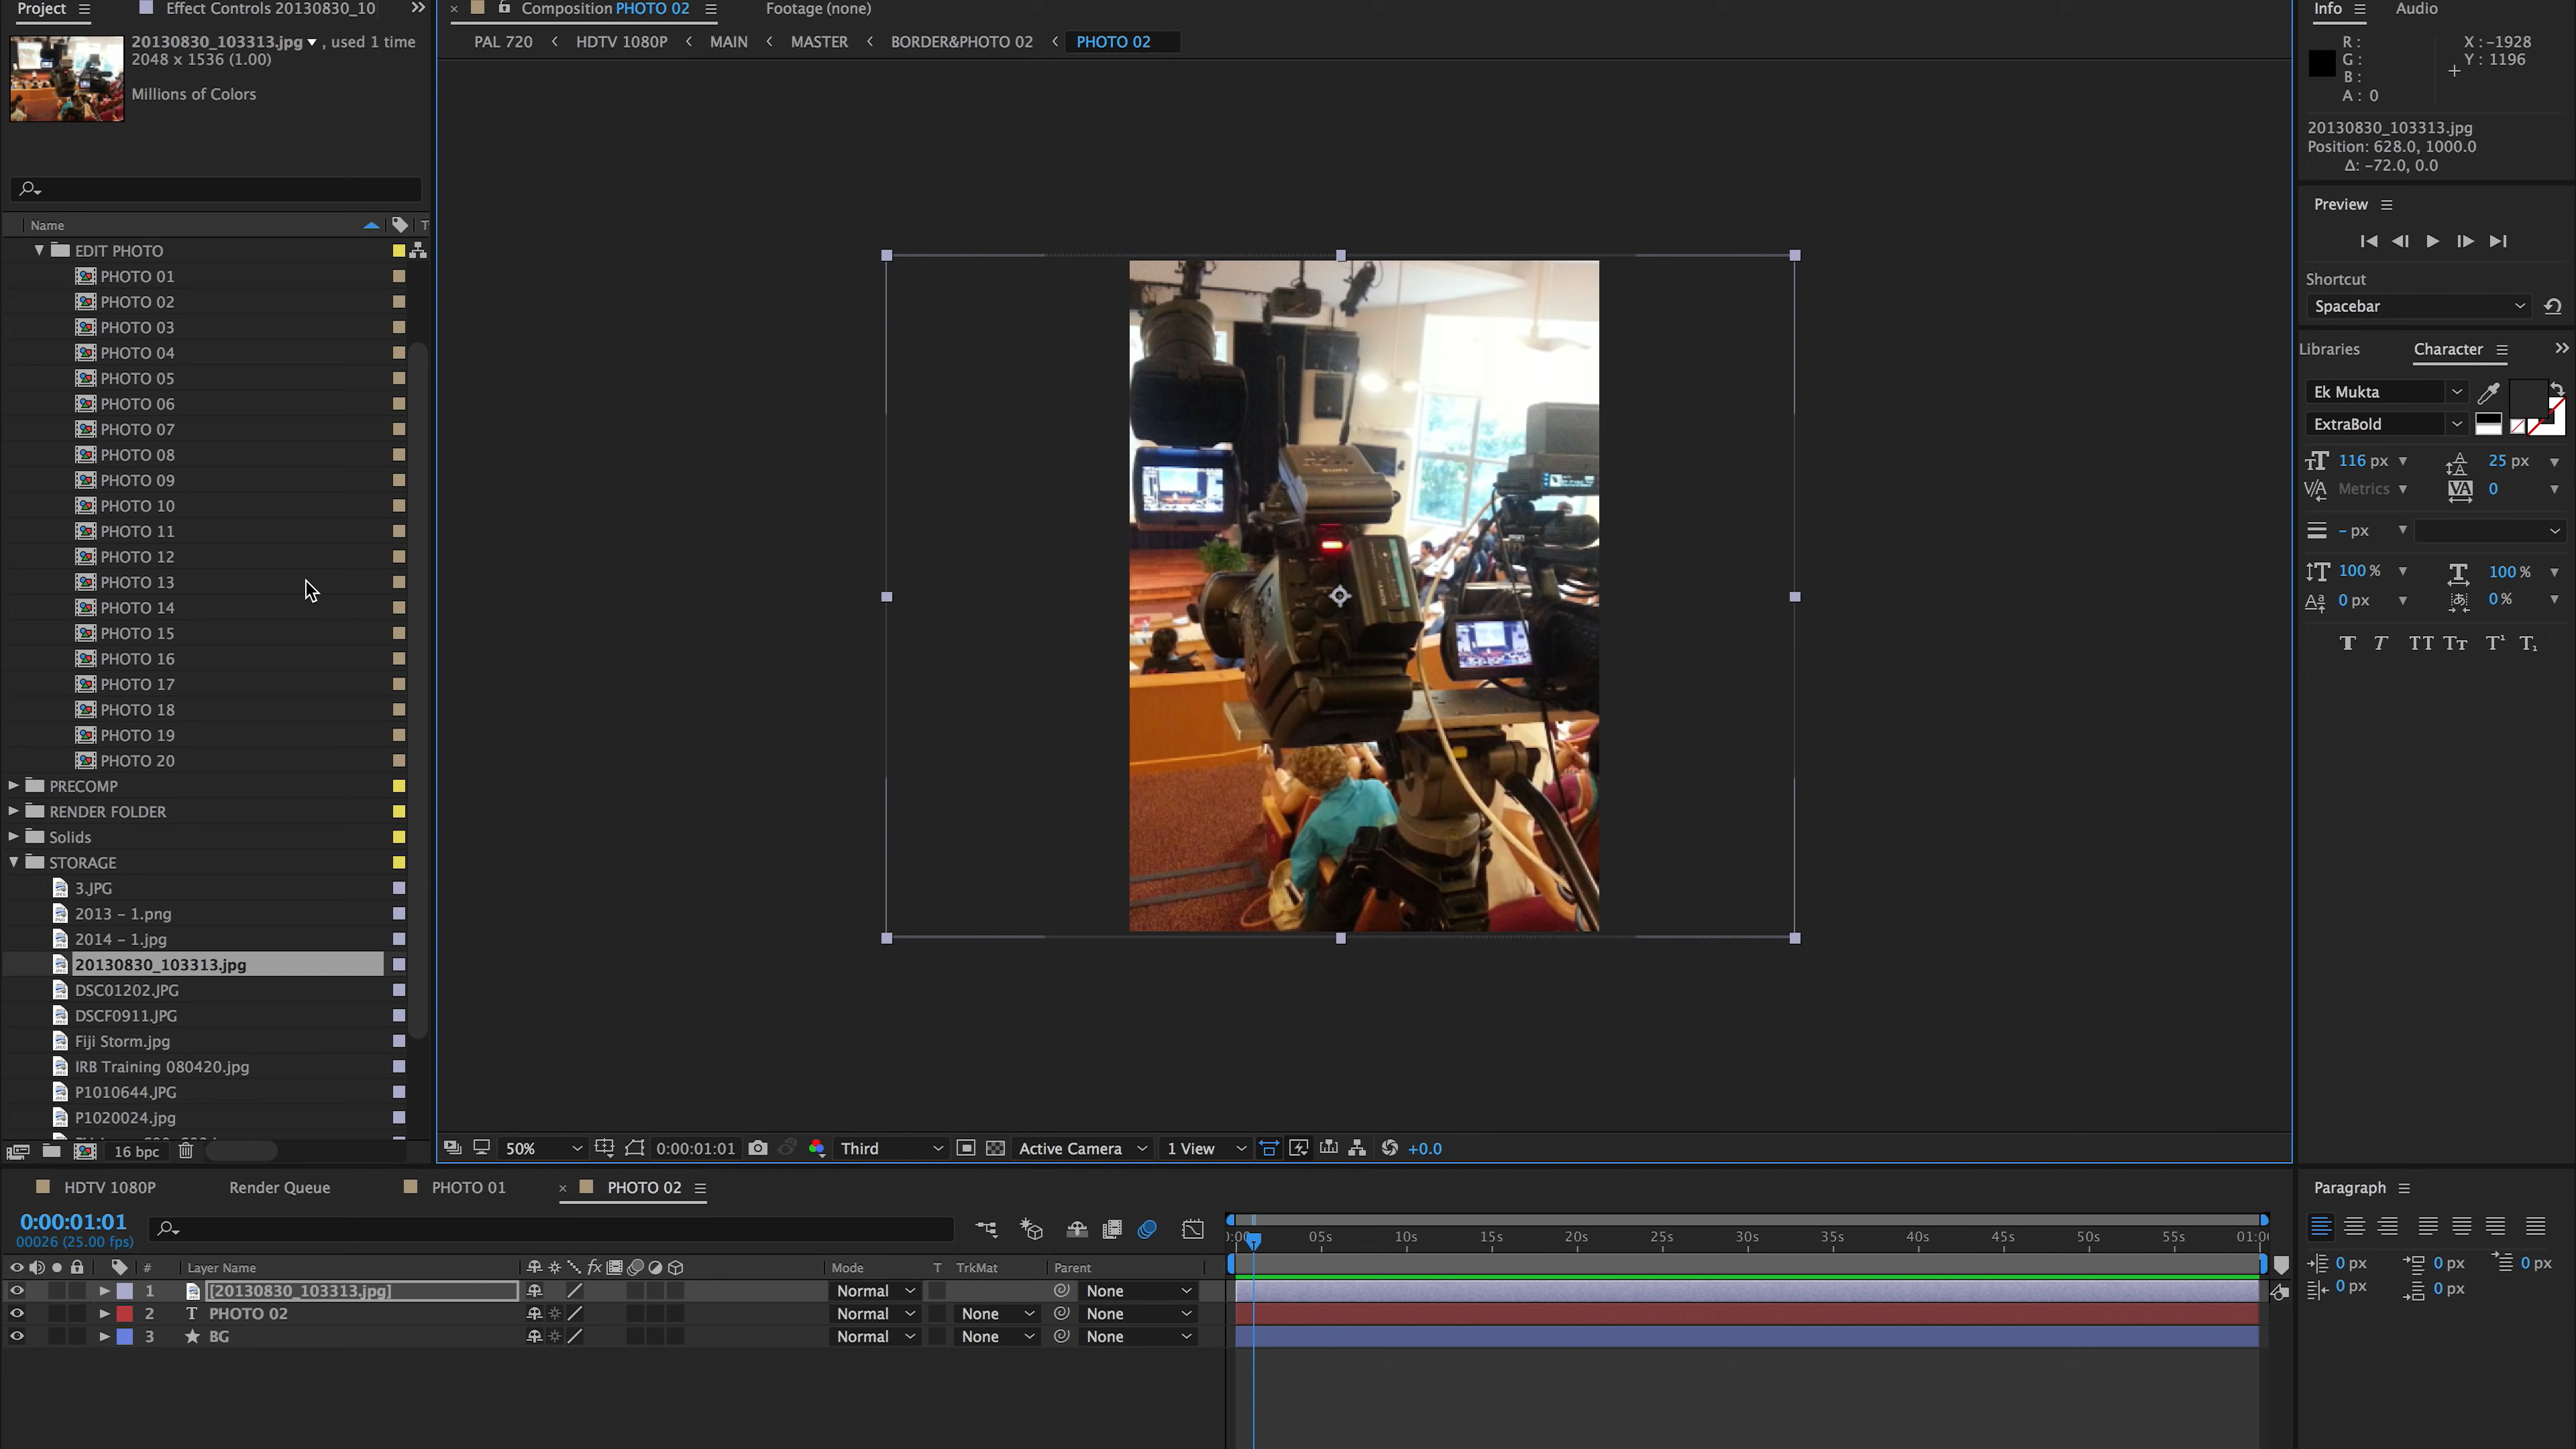 Project
Effect Controls 20130830_10
Composition PHOTO 02
Footage (none)
Info
Audio
20130830_103313.jpg , used 1 time
2048 x 1536 (1.00)
Millions of Colors
PAL 720
HDTV 1080P
MAIN
MASTER
BORDER&PHOTO 02
PHOTO 02
R :
G :
B :
A : 0
X : -1928
Y : 1196
20130830_103313.jpg
Position: 628.0, 1000.0
Δ: -72.0, 0.0
Preview
Shortcut
Spacebar
Libraries
Character
Ek Mukta
ExtraBold
116 px
25 px
Metrics
0
- px
100 %
100 %
0 px
0 %
Name
T
EDIT PHOTO
PHOTO 01
PHOTO 02
PHOTO 03
PHOTO 04
PHOTO 05
PHOTO 06
PHOTO 07
PHOTO 08
PHOTO 09
PHOTO 10
PHOTO 11
PHOTO 12
PHOTO 13
PHOTO 14
PHOTO 15
PHOTO 16
PHOTO 17
PHOTO 18
PHOTO 19
PHOTO 20
PRECOMP
RENDER FOLDER
Solids
STORAGE
3.JPG
2013 - 1.png
2014 - 1.jpg
20130830_103313.jpg
DSC01202.JPG
DSCF0911.JPG
Fiji Storm.jpg
IRB Training 080420.jpg
P1010644.JPG
P1020024.jpg
16 bpc
50%
0:00:01:01
Third
Active Camera
1 View
+0.0
HDTV 1080P
Render Queue
PHOTO 01
PHOTO 02
0:00:01:01
00026 (25.00 fps)
# Layer Name
Mode
T TrkMat
Parent
1 [20130830_103313.jpg]
Normal
None
2 T PHOTO 02
Normal
None
None
3 BG
Normal
None
None
05s 10s 15s 20s 25s 30s 35s 40s 45s 50s 55s
Paragraph
0 px
0 px
0 px
0 px
0 px